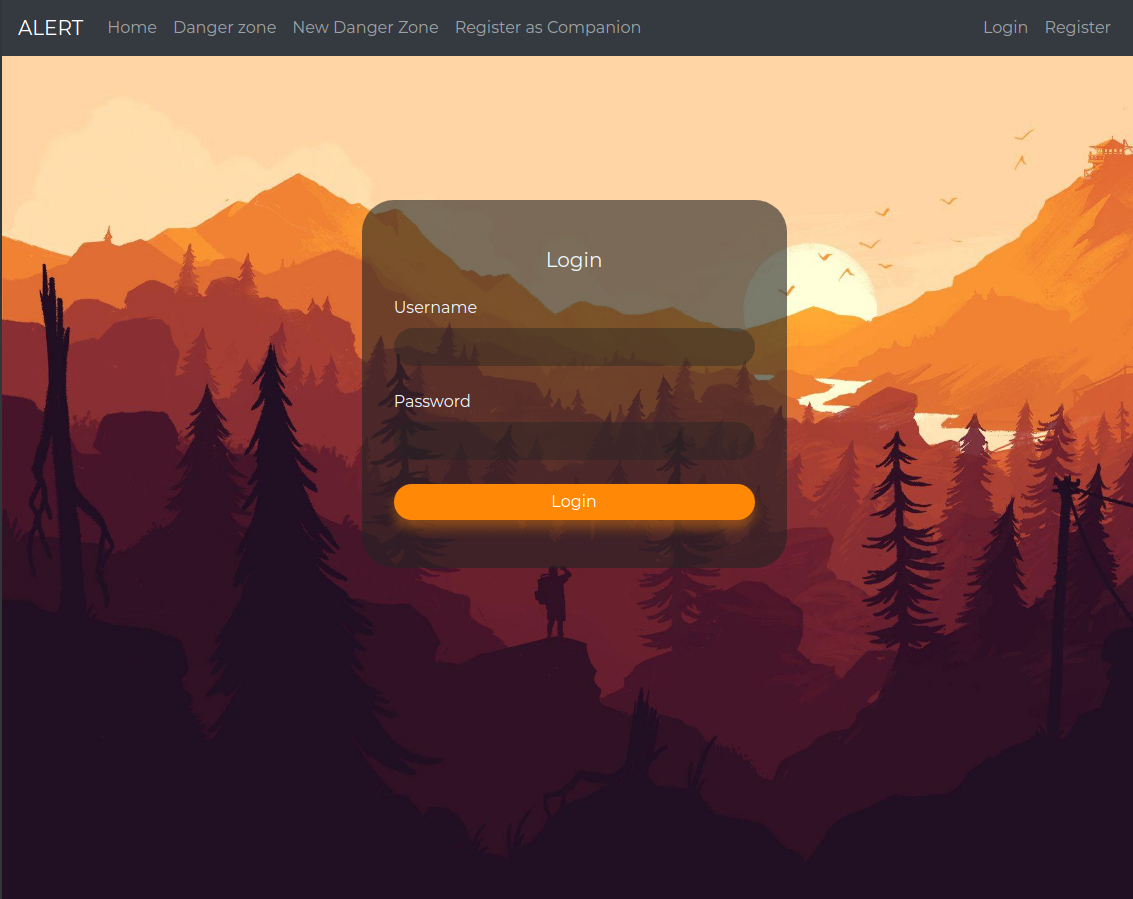 ALERT Home Danger zone New Danger Zone Register as Companion Login Register
Login
Username
Password
Login